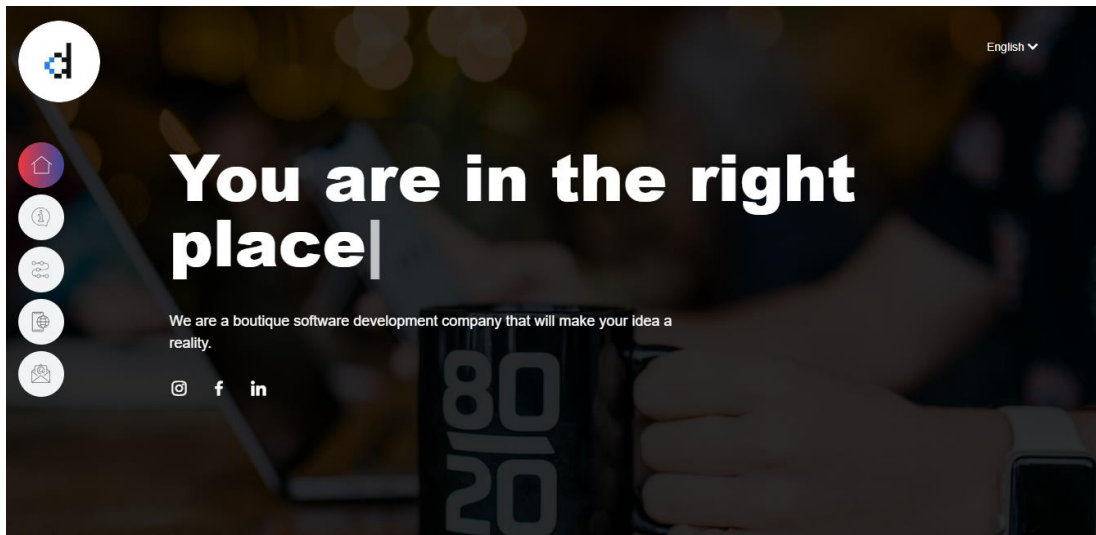 English
You are in the right
place
We are a boutique software development company that will make your idea a
reality.
80
20